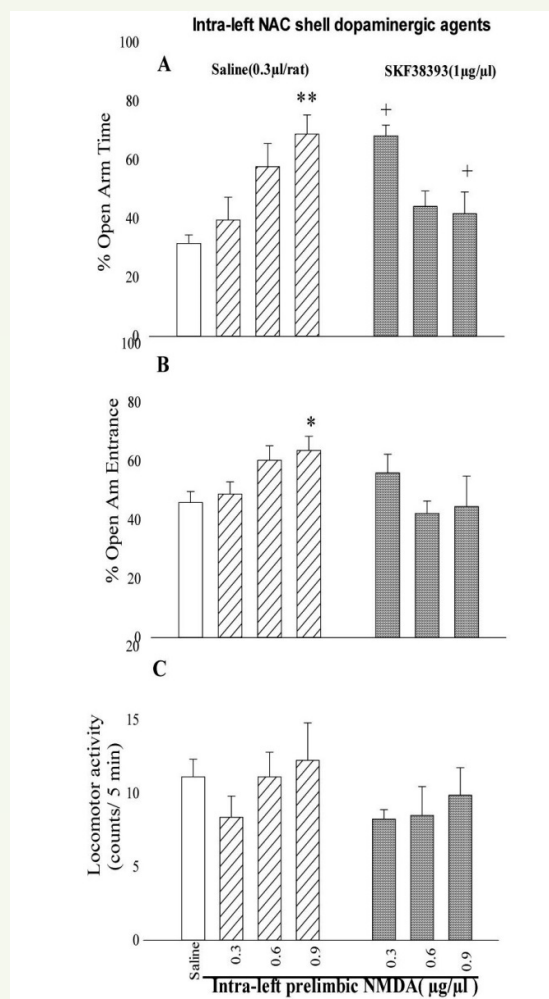 Intra-left NAC shell dopaminergic agents
100
A
Saline(0.3µl/rat)
SKF38393(1µg/µl)
80
**
+
+
60
40
20
0
% Open Arm Time
100
B
80
*
60
40
20
0
% Open Am Entrance
20
C
15
10
5
0
Locomotor activity
(counts/ 5 min)
Saline
0.3
0.6
0.9
0.3
0.6
0.9
Intra-left prelimbic NMDA( µg/µl )